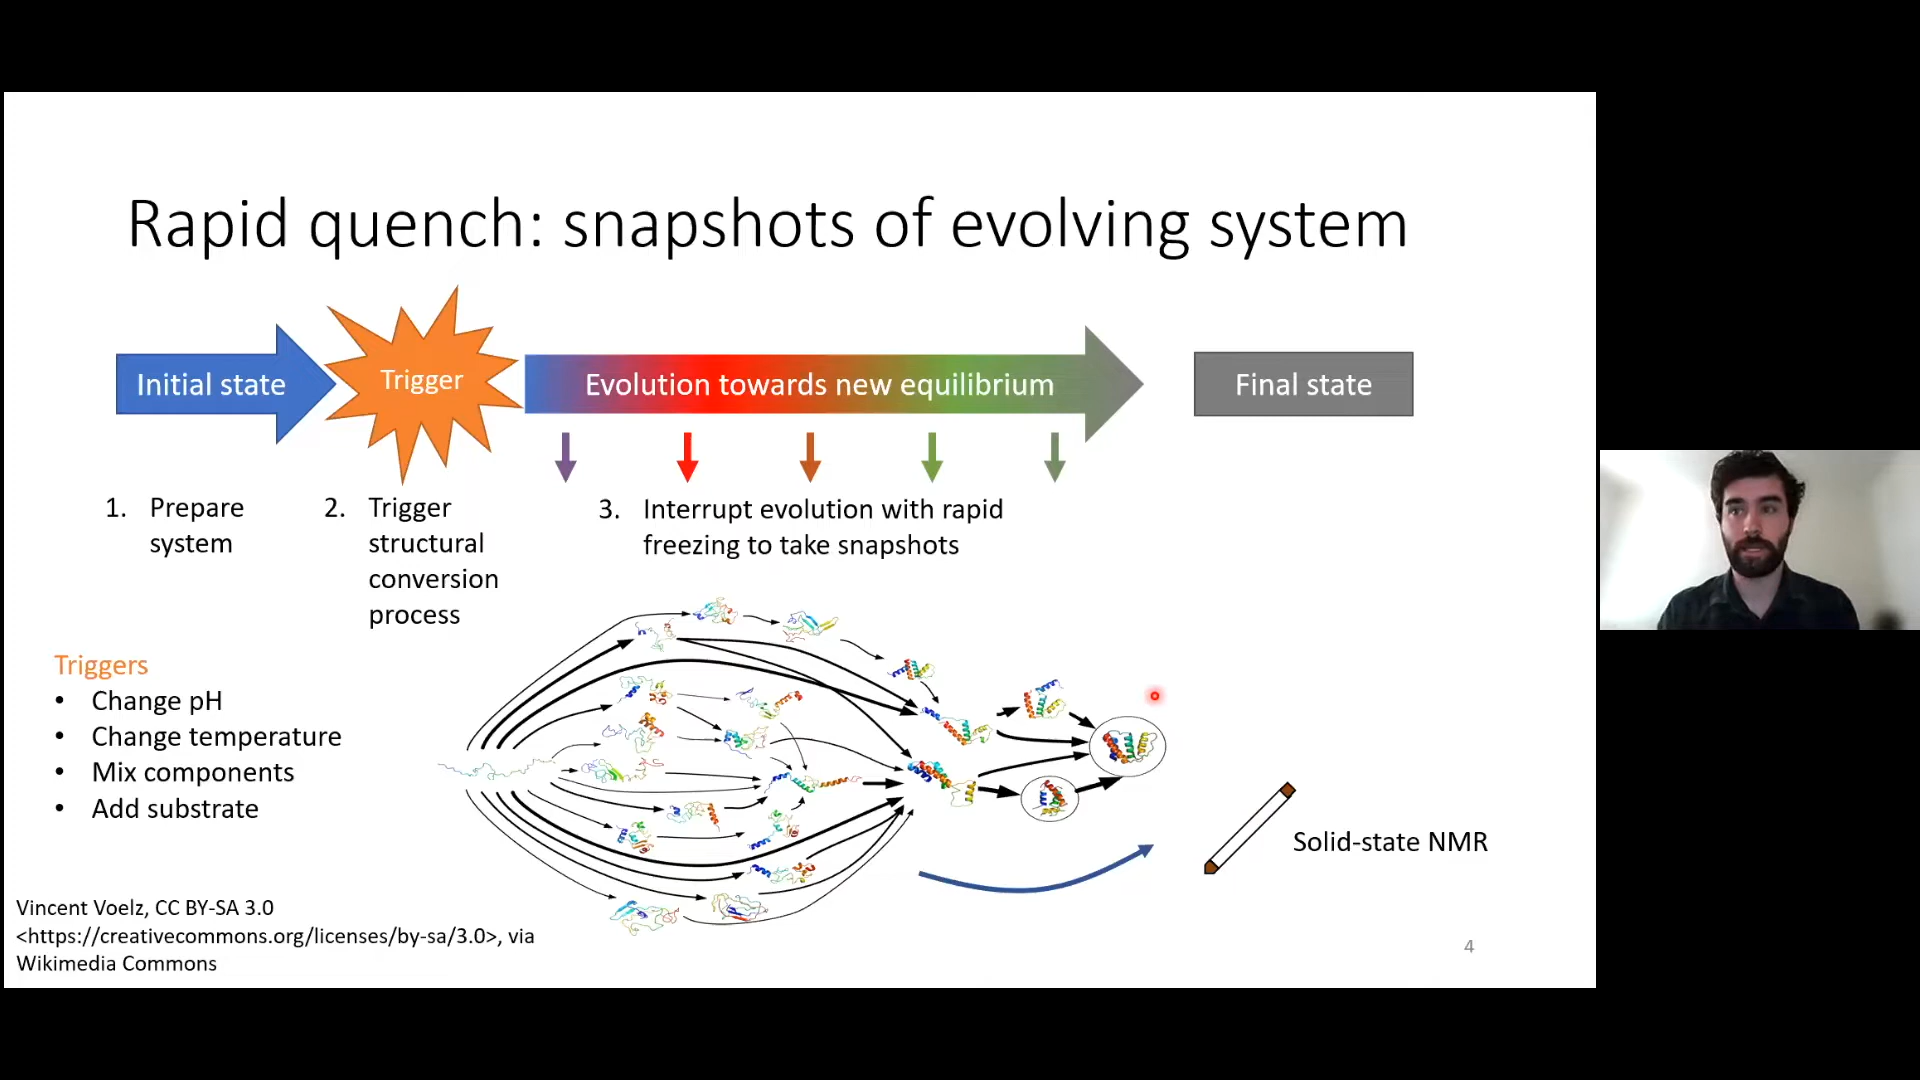 Rapid quench: snapshots of evolving system
Initial state
Trigger
Evolution towards new equilibrium
Final state
1. Prepare
system
2. Trigger
structural
conversion
process
3. Interrupt evolution with rapid
freezing to take snapshots
Triggers
• Change pH
• Change temperature
• Mix components
• Add substrate
Solid-state NMR
Vincent Voelz, CC BY-SA 3.0
<https://creativecommons.org/licenses/by-sa/3.0>, via
Wikimedia Commons
4